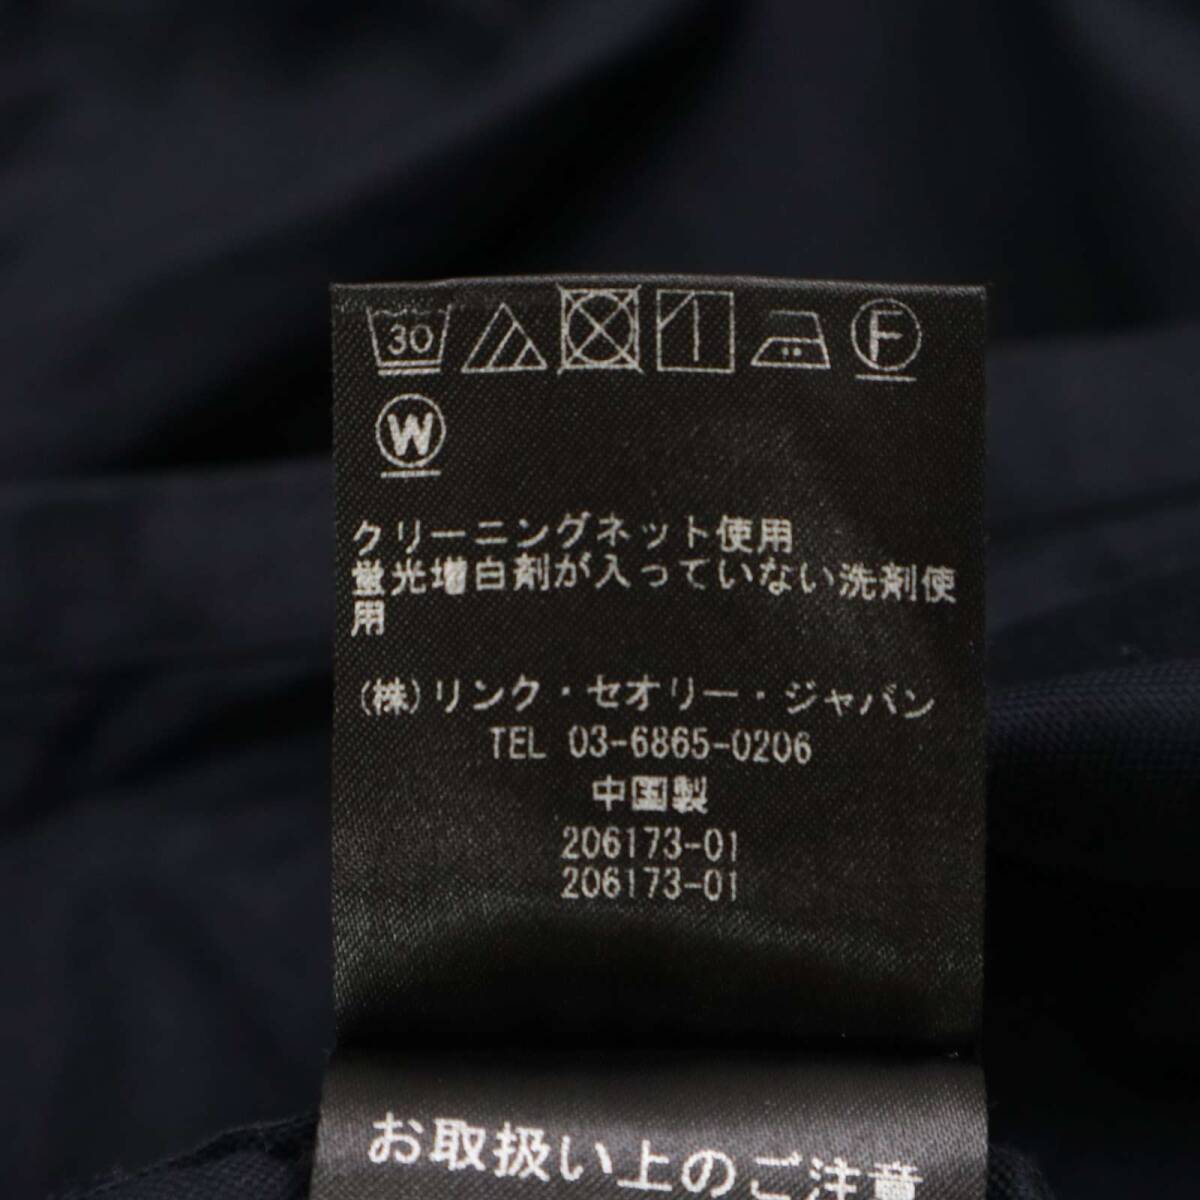 30
F
W
クリーニングネット使用
蛍光増白剤が入っていない洗剤使
用
(株)リンク・セオリー・ジャパン
TEL 03-6865-0206
中国製
206173-01
206173-01
お取扱い上のご注意